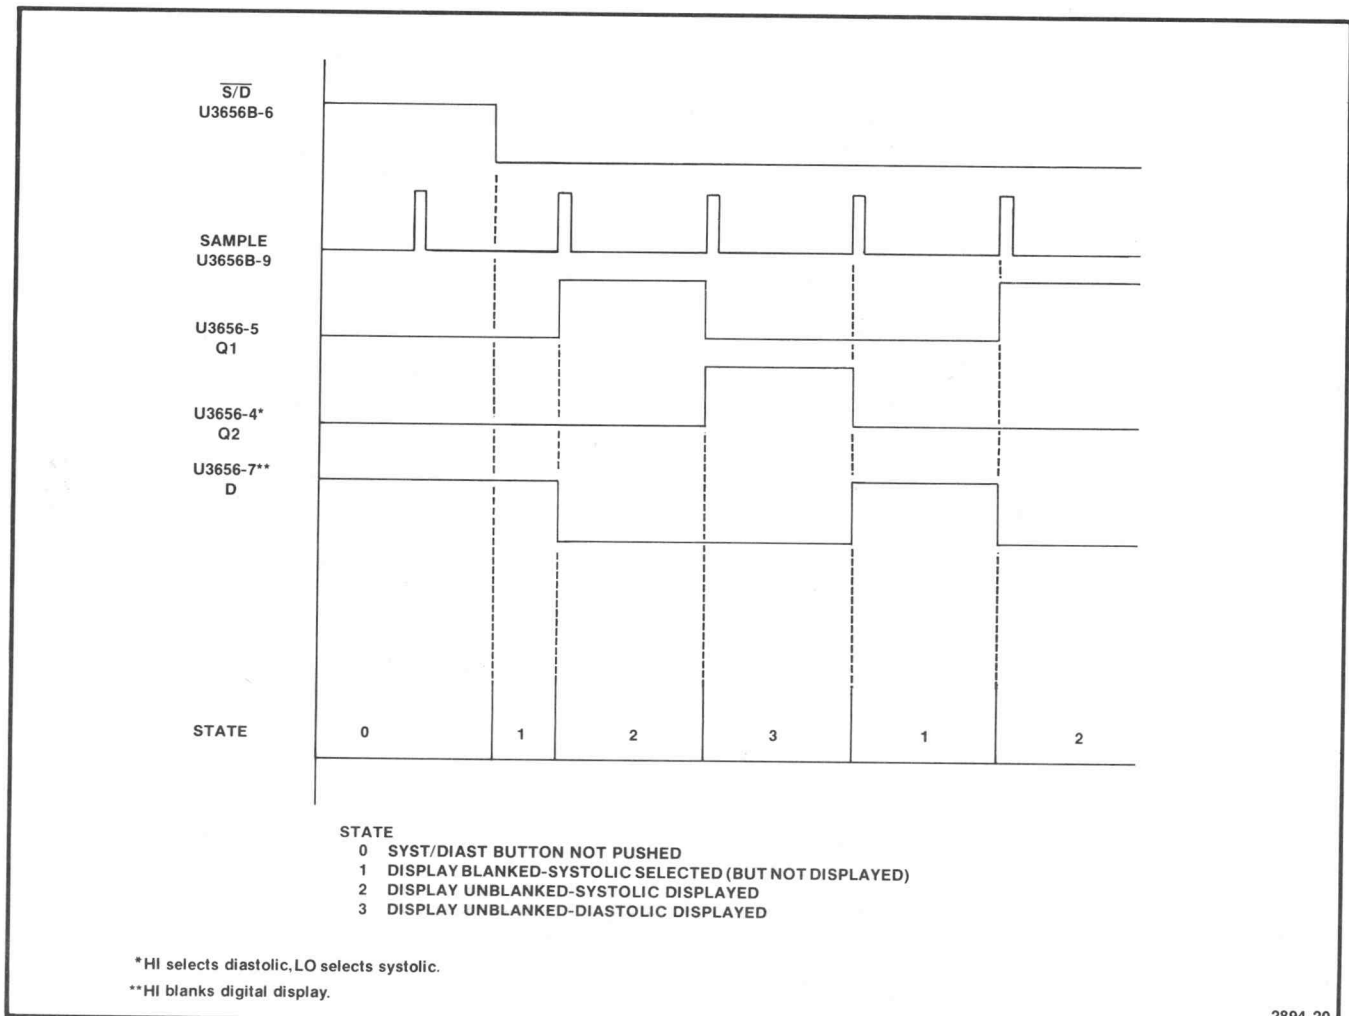 S/D
U3656B-6
SAMPLE
U3656B-9
U3656-5
Q1
U3656-4*
Q2
U3656-7**
D
STATE 0 1 2 3 1 2
STATE
0 SYST/DIAST BUTTON NOT PUSHED
1 DISPLAY BLANKED-SYSTOLIC SELECTED (BUT NOT DISPLAYED)
2 DISPLAY UNBLANKED-SYSTOLIC DISPLAYED
3 DISPLAY UNBLANKED-DIASTOLIC DISPLAYED
*HI selects diastolic, LO selects systolic.
**HI blanks digital display.
2894-20